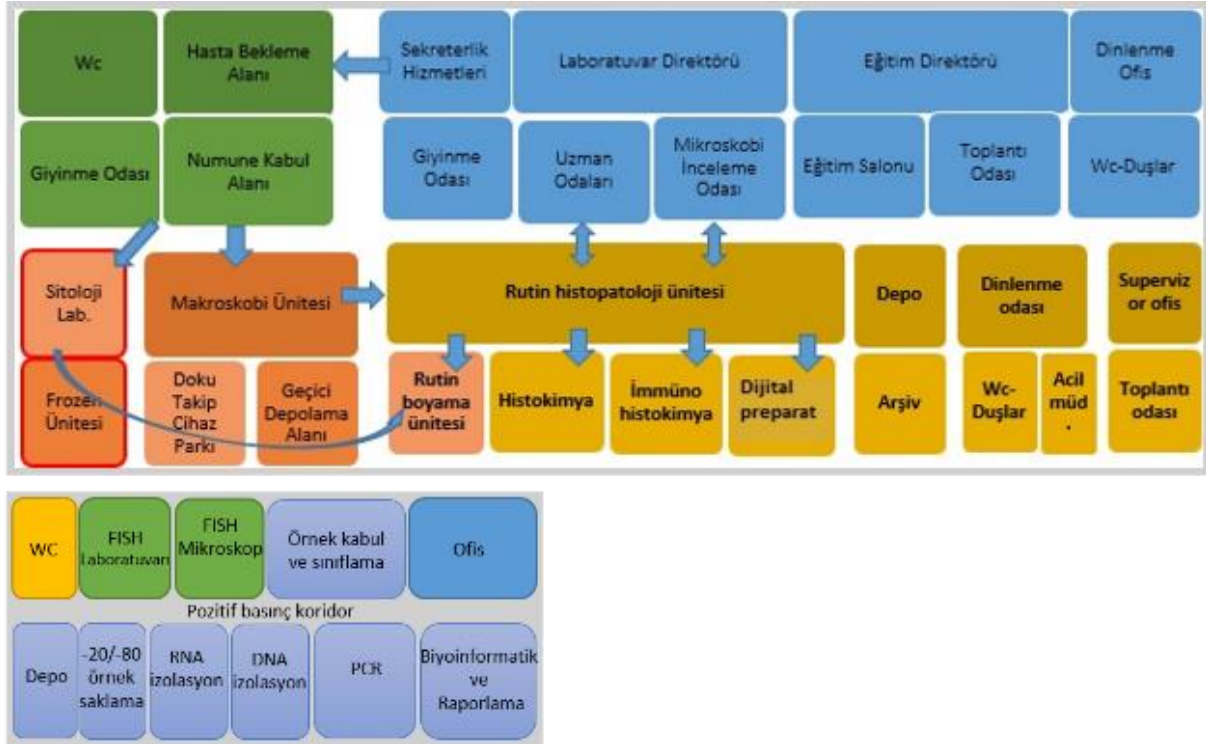 Wc
Hasta Bekleme
Alanı
Sekreterlik
Hizmetleri
Laboratuvar Direktörü
Eğitim Direktörü
Dinlenme
Ofis
Giyinme Odası
Numune Kabul
Alanı
Giyinme
Odası
Uzman
Odaları
Mikroskobi
İnceleme
Odası
Eğitim Salonu
Toplantı
Odası
Wc-Duşlar
Sitoloji
Lab.
Makroskobi Ünitesi
Rutin histopatoloji ünitesi
Depo
Dinlenme
odası
Superviz
or ofis
Frozen
Ünitesi
Doku
Takip
Cihaz
Parkı
Geçici
Depolama
Alanı
Rutin
boyama
ünitesi
Histokimya
İmmüno
histokimya
Dijital
preparat
Arşiv
Wc-
Duşlar
Acil
müd
.
Toplantı
odası
WC
FISH
Laboratuvarı
FISH
Mikroskop
Örnek kabul
ve sınıflama
Ofis
Pozitif basınç koridor
Depo
-20/-80
örnek
saklama
RNA
izolasyon
DNA
izolasyon
PCR
Biyoinformatik
ve
Raporlama